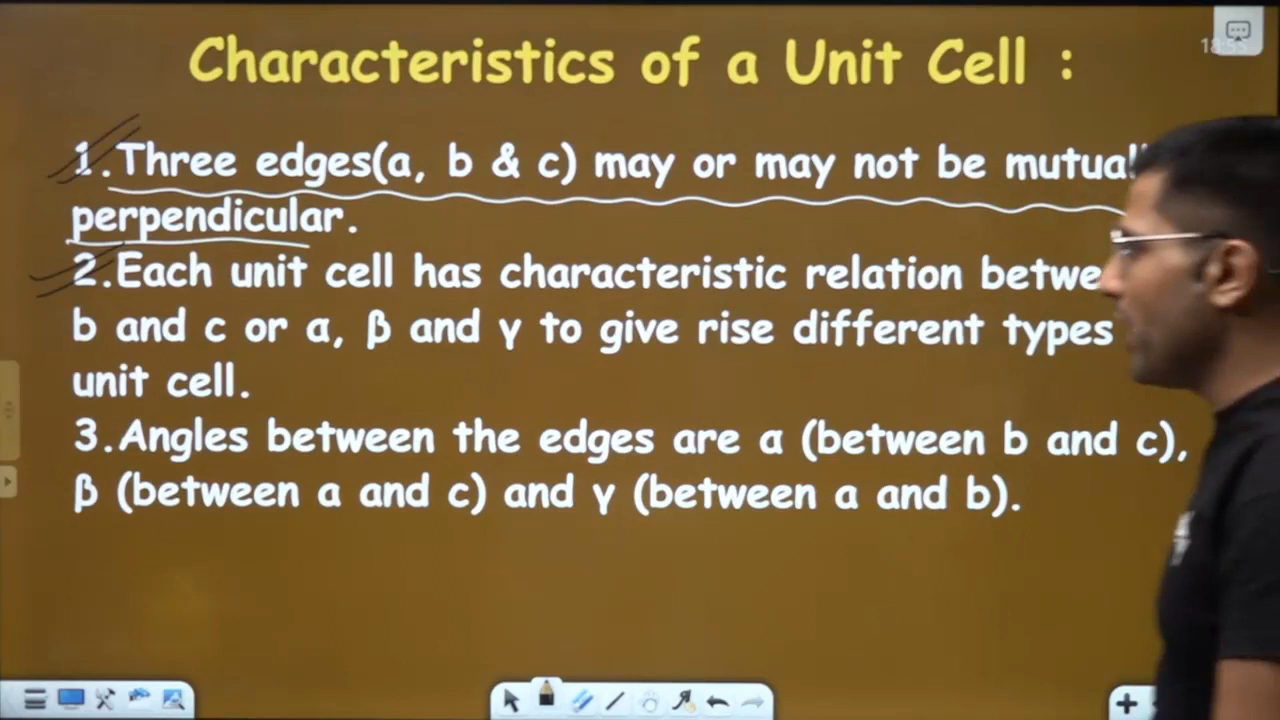 Characteristics of a Unit Cell :
18:55
1. Three edges(a, b & c) may or may not be
perpendicular.
2. Each unit cell has characteristic relation
b and c or α, β and γ to give rise different types
unit cell.
3. Angles between the edges are α (between b and c),
β (between a and c) and γ (between a and b).